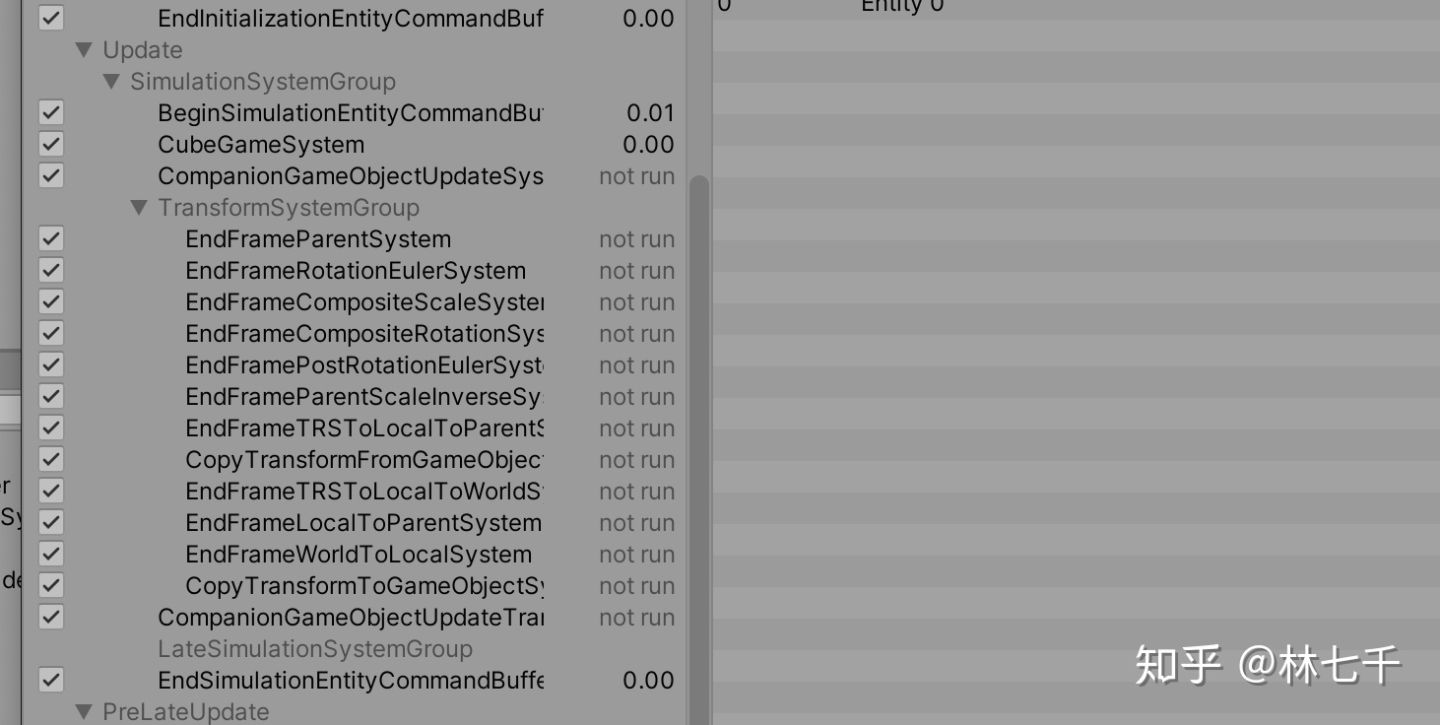 EndInitializationEntityCommandBuf 0.00
0 Entity 0
Update
SimulationSystemGroup
BeginSimulationEntityCommandBu 0.01
CubeGameSystem 0.00
CompanionGameObjectUpdateSys not run
TransformSystemGroup
EndFrameParentSystem not run
EndFrameRotationEulerSystem not run
EndFrameCompositeScaleSyster not run
EndFrameCompositeRotationSys not run
EndFramePostRotationEulerSyst not run
EndFrameParentScaleInverseSy not run
EndFrameTRSToLocalToParentS not run
CopyTransformFromGameObjec not run
EndFrameTRSToLocalToWorldS not run
EndFrameLocalToParentSystem not run
EndFrameWorldToLocalSystem not run
CopyTransformToGameObjectSy not run
CompanionGameObjectUpdateTra not run
LateSimulationSystemGroup
EndSimulationEntityCommandBuffe 0.00
PreLateUpdate
er
Sy
de
知乎 @林七千